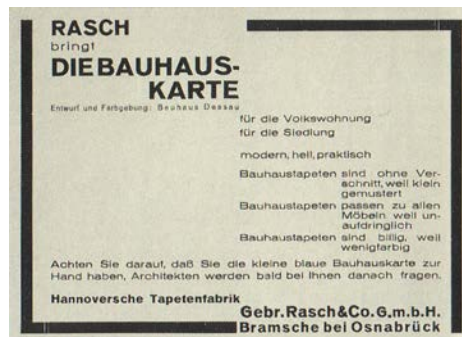 RASCH
bringt
DIE BAUHAUS-
KARTE
Entwurf und Farbgebung: Bauhaus Dessau
für die Volkswohnung
für die Siedlung
modern, hell, praktisch
Bauhaustapeten sind ohne Ver-
schnitt, weil klein
gemustert
Bauhaustapeten passen zu allen
Möbeln weil un-
aufdringlich
Bauhaustapeten sind billig, weil
wenigfarbig
Achten Sie darauf, daß Sie die kleine blaue Bauhauskarte zur
Hand haben, Architekten werden bald bei Ihnen danach fragen.
Hannoversche Tapetenfabrik
Gebr. Rasch & Co. G.m.b.H.
Bramsche bei Osnabrück